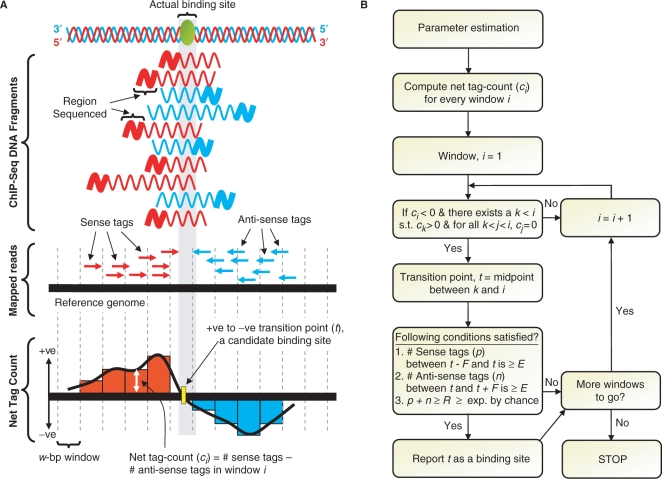 A
Actual binding site
3′
5′
5′
3′
ChIP-Seq DNA Fragments
Region
Sequenced
Sense tags
Anti-sense tags
Mapped reads
Reference genome
+ve to −ve transition point (t),
a candidate binding site
Net Tag Count
+ve
−ve
w-bp window
Net tag-count (ci) = # sense tags –
# anti-sense tags in window i
B
Parameter estimation
Compute net tag-count (ci)
for every window i
Window, i = 1
If ci<0 & there exists a k< i
s.t. ck>0 & for all k<j<i, cj=0
No
i = i + 1
Yes
Transition point, t = midpoint
between k and i
Yes
Following conditions satisfied?
1. # Sense tags (p)
between t - F and t is ≥ E
2. # Anti-sense tags (n)
between t and t + F is ≥ E
3. p + n ≥ R ≥ exp. by chance
No
More windows
to go?
Yes
No
Report t as a binding site
STOP